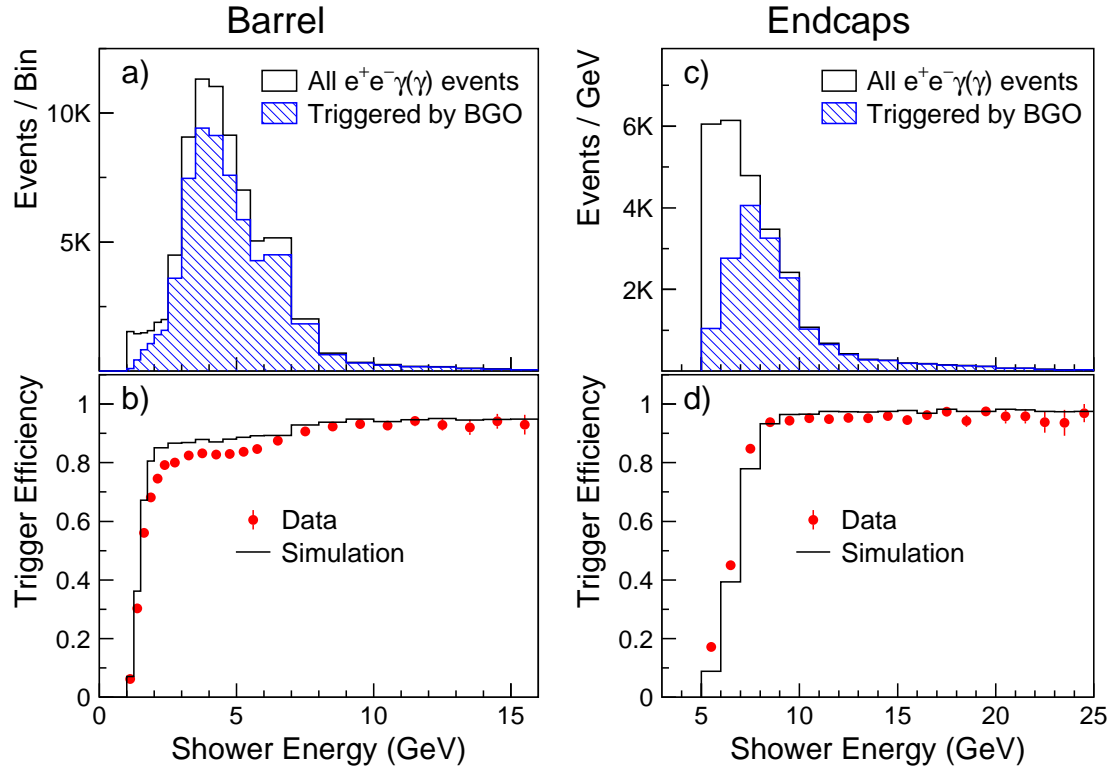 Barrel
Endcaps
a)
All e⁺e⁻γ(γ) events
Triggered by BGO
Events / Bin
10K
5K
c)
All e⁺e⁻γ(γ) events
Triggered by BGO
Events / GeV
6K
4K
2K
b)
Data
Simulation
Trigger Efficiency
1
0.8
0.6
0.4
0.2
0
0 5 10 15
Shower Energy (GeV)
d)
Data
Simulation
Trigger Efficiency
1
0.8
0.6
0.4
0.2
0
5 10 15 20 25
Shower Energy (GeV)